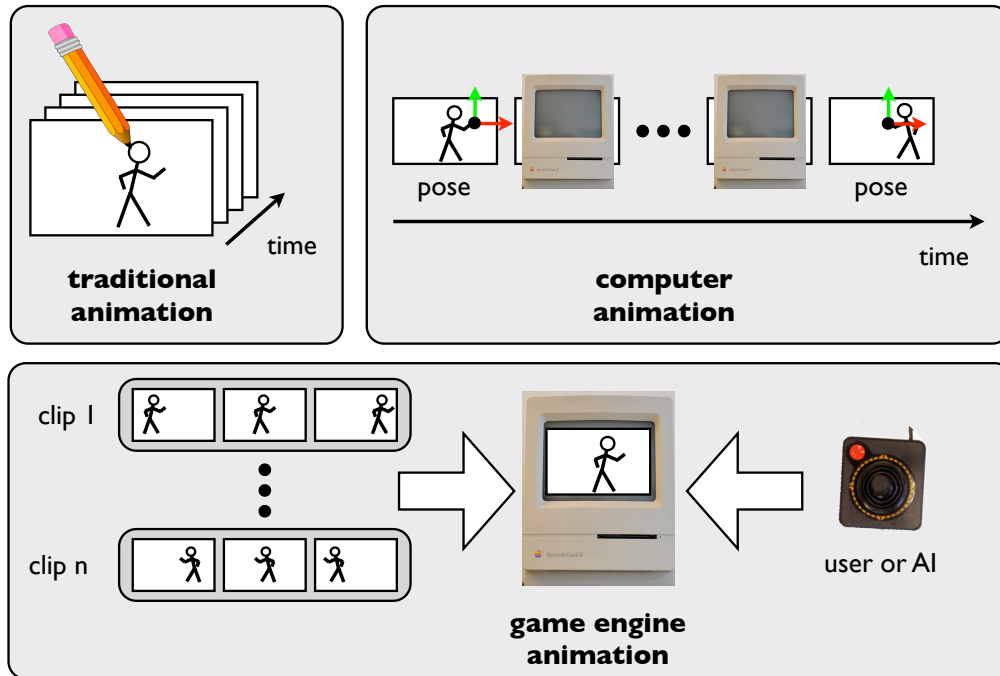 time
traditional
animation
pose
pose
time
computer
animation
clip 1
clip n
game engine
animation
user or AI